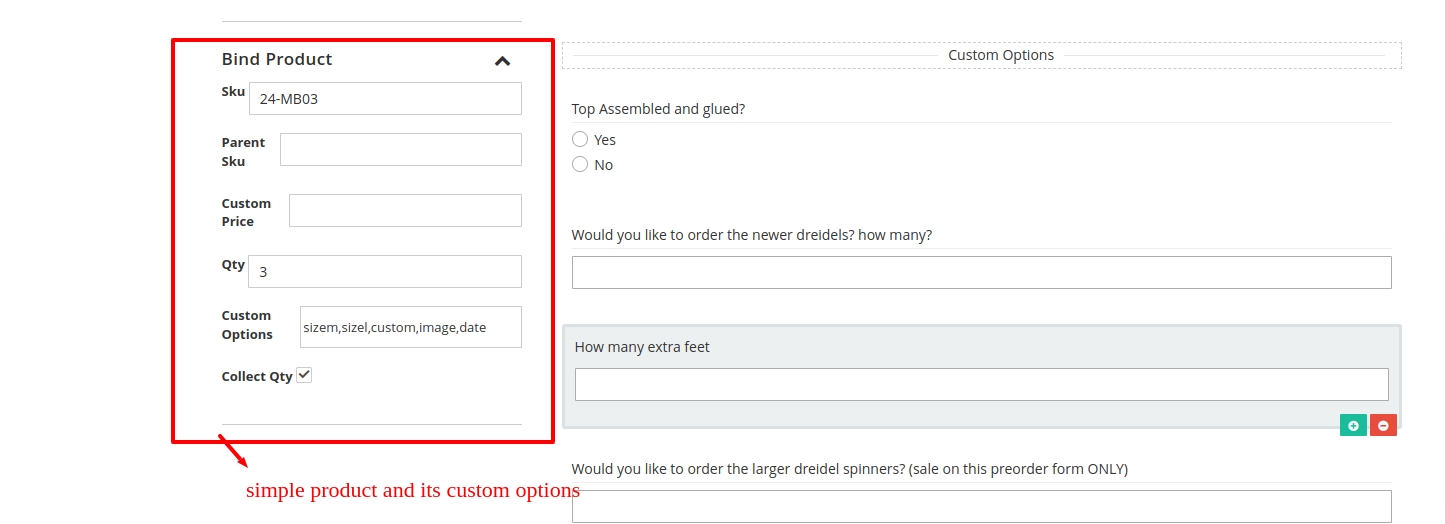 Bind Product
Sku
24-MB03
Parent
Sku
Custom
Price
Qty
3
Custom
Options
sizem,sizel,custom,image,date
Collect Qty
simple product and its custom options
Custom Options
Top Assembled and glued?
Yes
No
Would you like to order the newer dreidels? how many?
How many extra feet
Would you like to order the larger dreidel spinners? (sale on this preorder form ONLY)